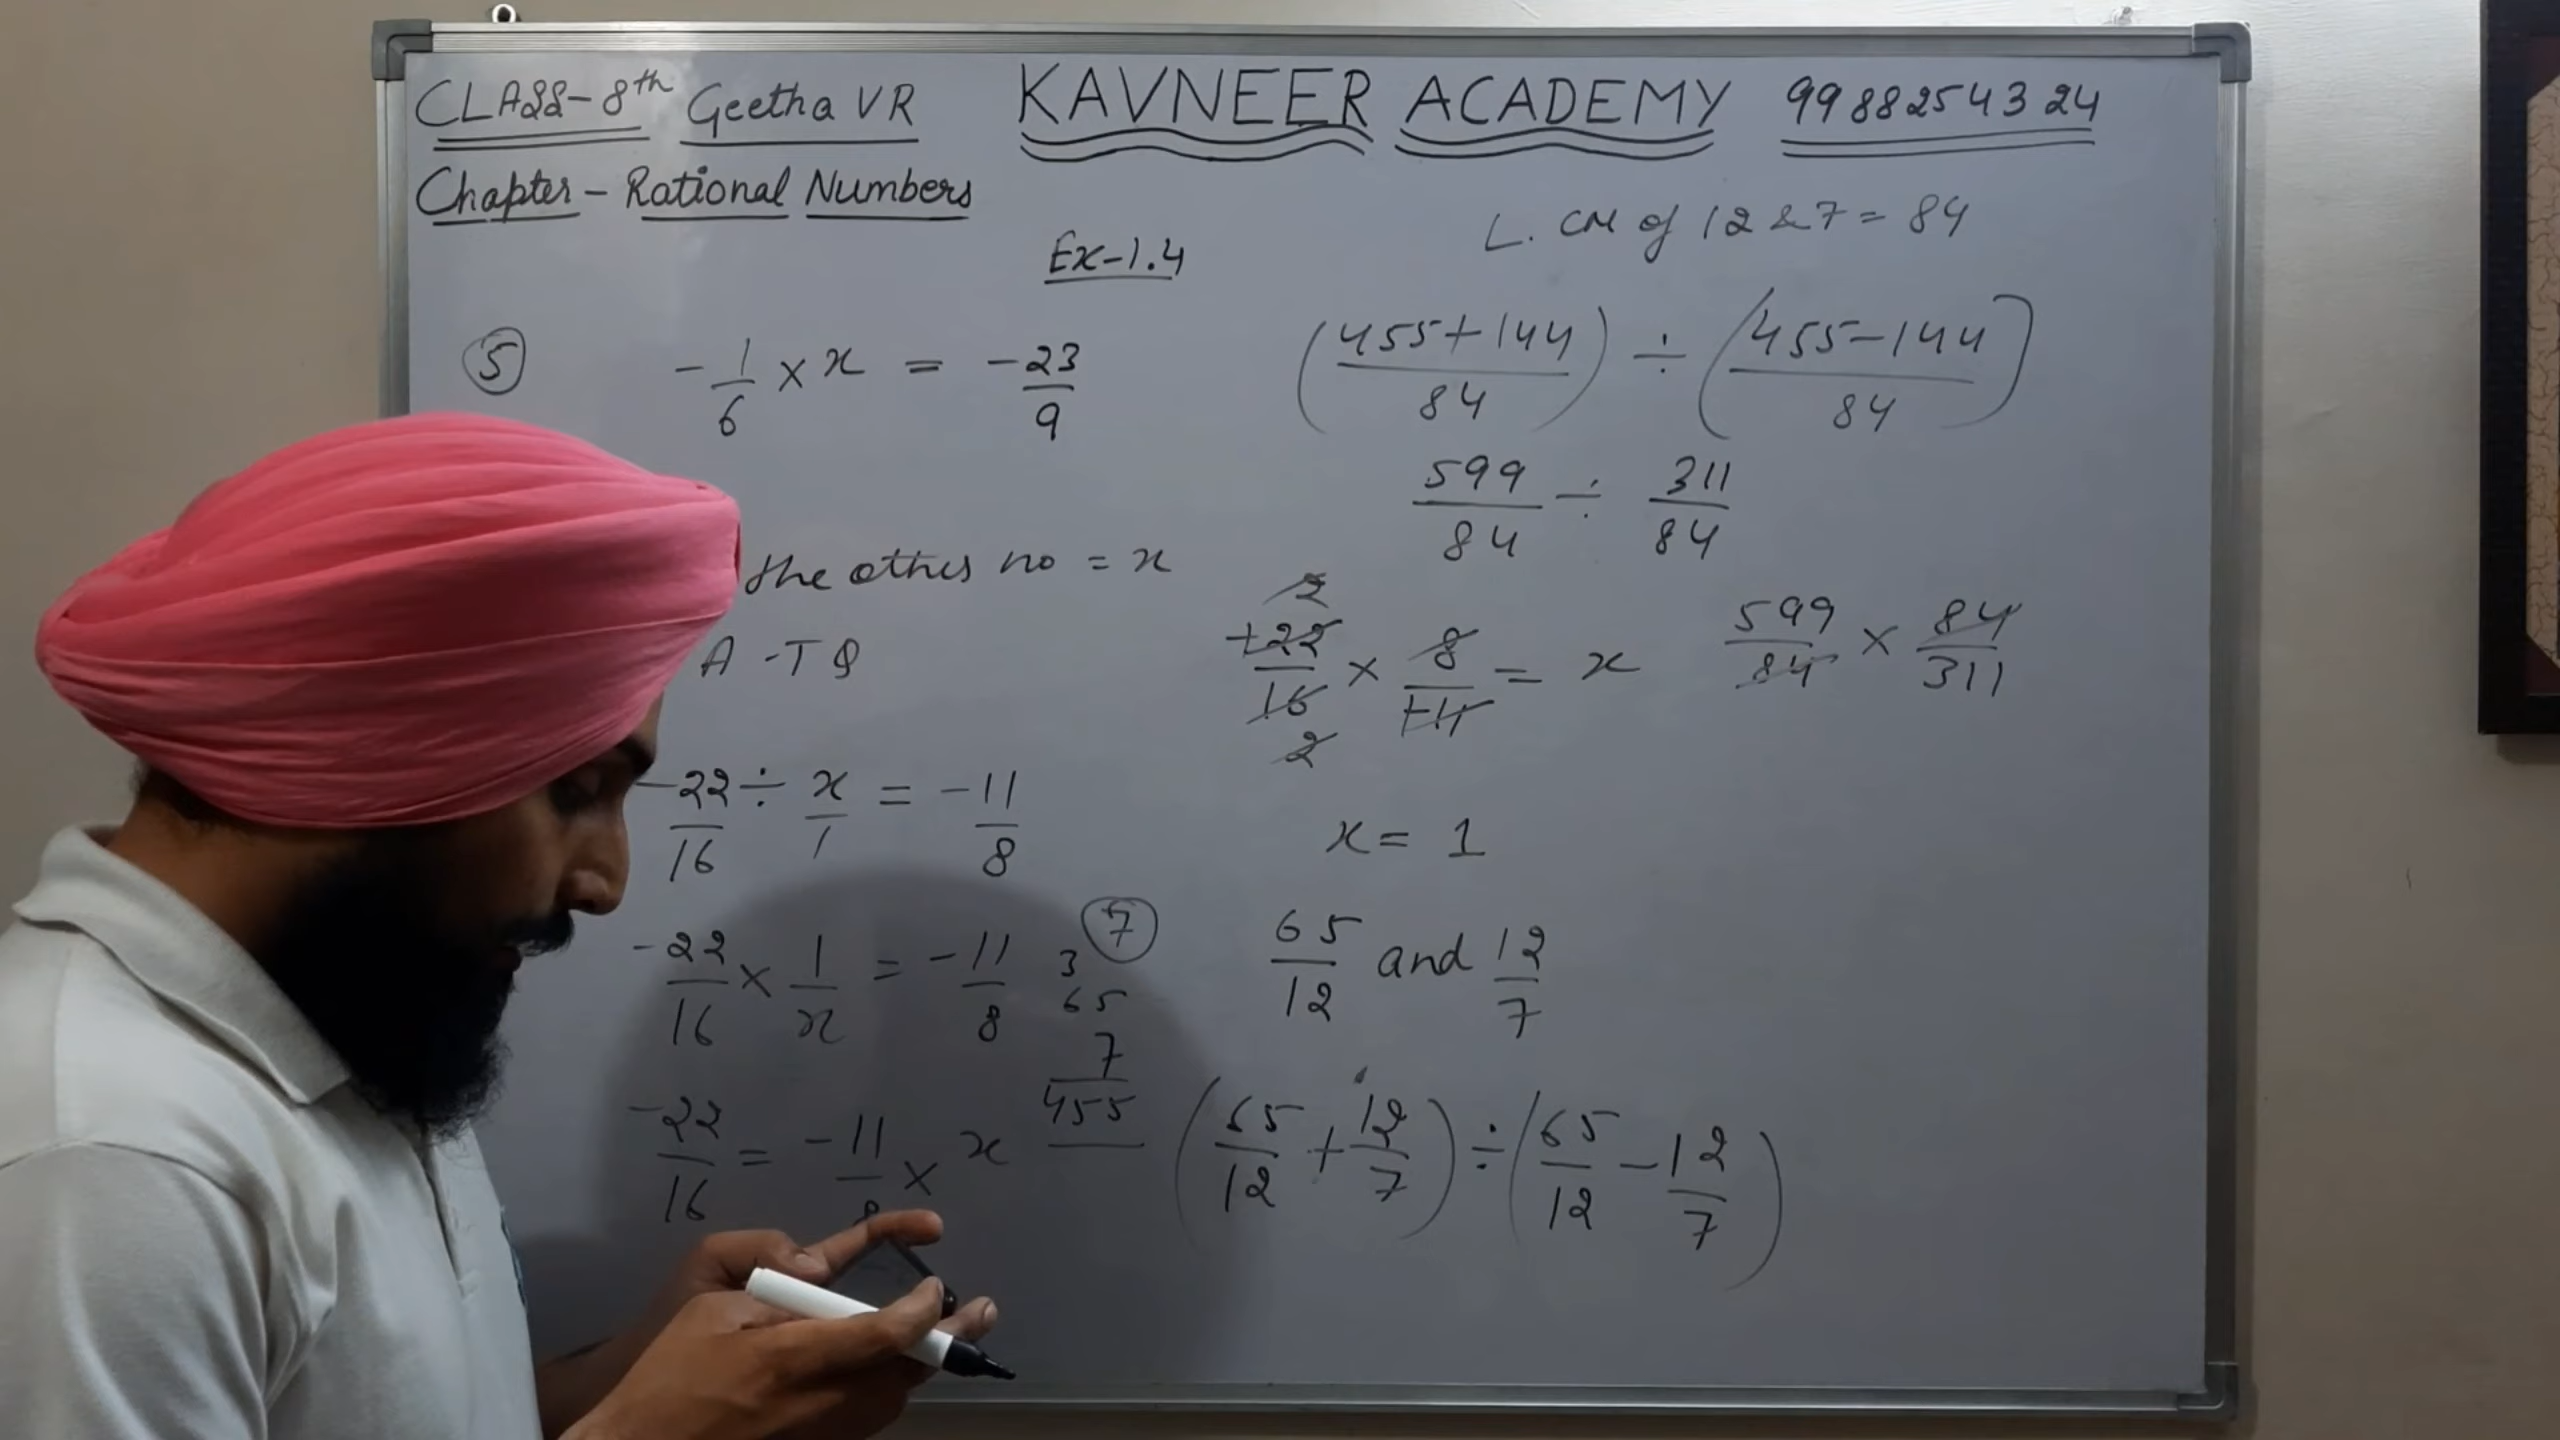 CLASS-8th Geetha VR KAVNEER ACADEMY 9988254324
Chapter - Rational Numbers
Ex-1.4
5
-1/6 × x = -23/9
the other no = x
A-TQ
-22/16 ÷ x/1 = -11/8
-22/16 × 1/x = -11/8
-22/16 = -11/8 × x
L.CM of 12 & 7 = 84
(455+144/84) ÷ (455-144/84)
599/84 ÷ 311/84
2
+22/16 × 8/+11 = x
2
599/84 × 84/311
x = 1
7
65/12 and 12/7
3
65
7
455
(65/12 + 12/7) ÷ (65/12 - 12/7)